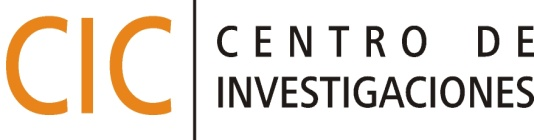 CIC
CENTRO DE
INVESTIGACIONES